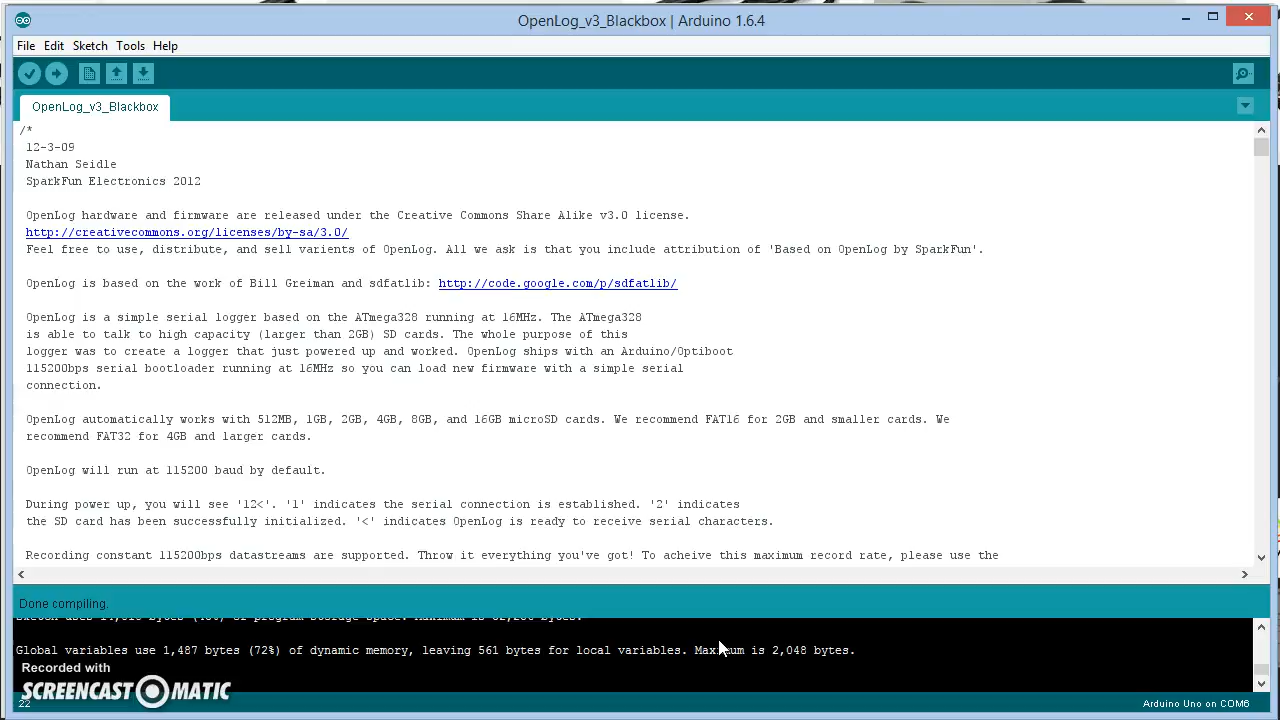 OpenLog_v3_Blackbox | Arduino 1.6.4
File Edit Sketch Tools Help
OpenLog_v3_Blackbox
/*
12-3-09
Nathan Seidle
SparkFun Electronics 2012
OpenLog hardware and firmware are released under the Creative Commons Share Alike v3.0 license.
http://creativecommons.org/licenses/by-sa/3.0/
Feel free to use, distribute, and sell varients of OpenLog. All we ask is that you include attribution of 'Based on OpenLog by SparkFun'.
OpenLog is based on the work of Bill Greiman and sdfatlib: http://code.google.com/p/sdfatlib/
OpenLog is a simple serial logger based on the ATmega328 running at 16MHz. The ATmega328
is able to talk to high capacity (larger than 2GB) SD cards. The whole purpose of this
logger was to create a logger that just powered up and worked. OpenLog ships with an Arduino/Optiboot
115200bps serial bootloader running at 16MHz so you can load new firmware with a simple serial
connection.
OpenLog automatically works with 512MB, 1GB, 2GB, 4GB, 8GB, and 16GB microSD cards. We recommend FAT16 for 2GB and smaller cards. We
recommend FAT32 for 4GB and larger cards.
OpenLog will run at 115200 baud by default.
During power up, you will see '12<'. '1' indicates the serial connection is established. '2' indicates
the SD card has been successfully initialized. '<' indicates OpenLog is ready to receive serial characters.
Recording constant 115200bps datastreams are supported. Throw it everything you've got! To acheive this maximum record rate, please use the
Done compiling.
Global variables use 1,487 bytes (72%) of dynamic memory, leaving 561 bytes for local variables. Maximum is 2,048 bytes.
Recorded with
SCREENCAST MATIC
22
Arduino Uno on COM6